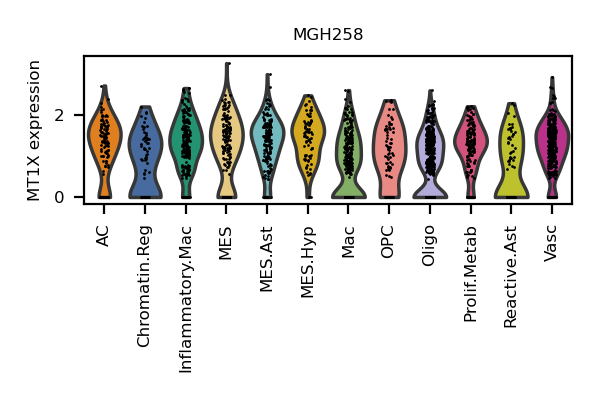 MGH258
MT1X expression
2
0
AC
Chromatin.Reg
Inflammatory.Mac
MES
MES.Ast
MES.Hyp
Mac
OPC
Oligo
Prolif.Metab
Reactive.Ast
Vasc